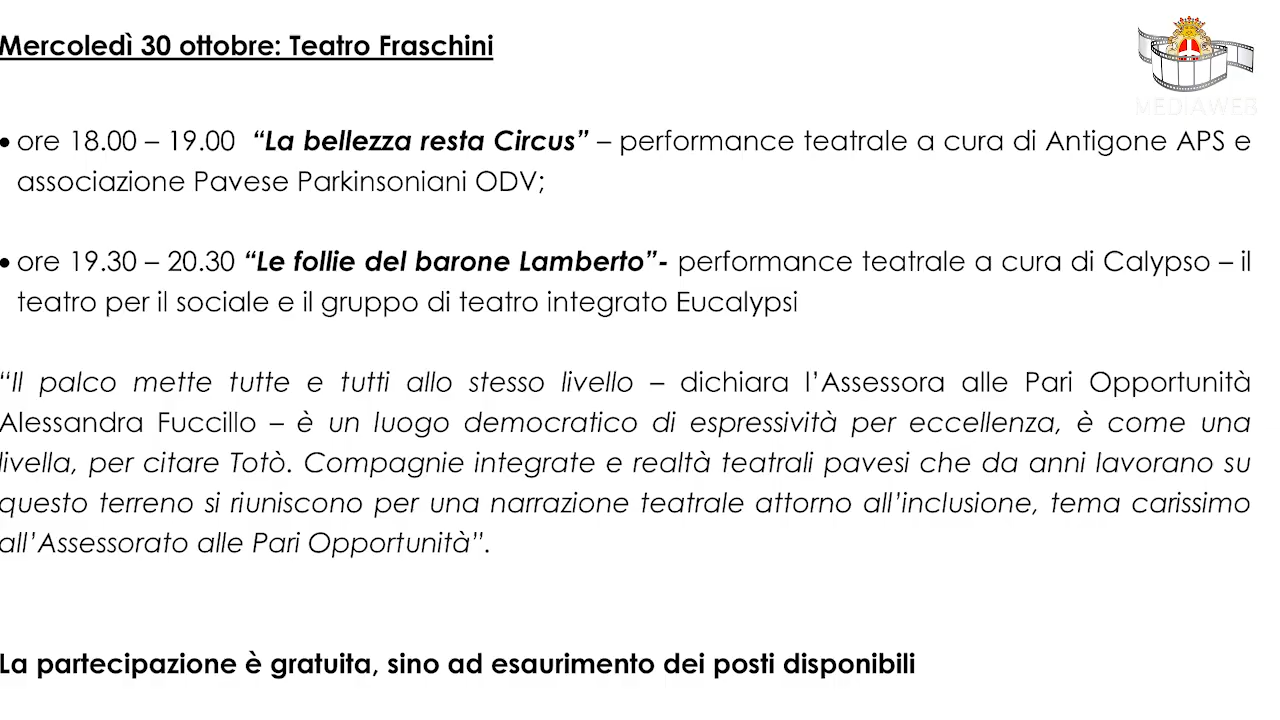 Mercoledì 30 ottobre: Teatro Fraschini
MEDIAWEB
• ore 18.00 – 19.00 “La bellezza resta Circus” – performance teatrale a cura di Antigone APS e
associazione Pavese Parkinsoniani ODV;
• ore 19.30 – 20.30 “Le follie del barone Lamberto”- performance teatrale a cura di Calypso – il
teatro per il sociale e il gruppo di teatro integrato Eucalypsi
“Il palco mette tutte e tutti allo stesso livello – dichiara l’Assessora alle Pari Opportunità
Alessandra Fuccillo – è un luogo democratico di espressività per eccellenza, è come una
livella, per citare Totò. Compagnie integrate e realtà teatrali pavesi che da anni lavorano su
questo terreno si riuniscono per una narrazione teatrale attorno all’inclusione, tema carissimo
all’Assessorato alle Pari Opportunità”.
La partecipazione è gratuita, sino ad esaurimento dei posti disponibili